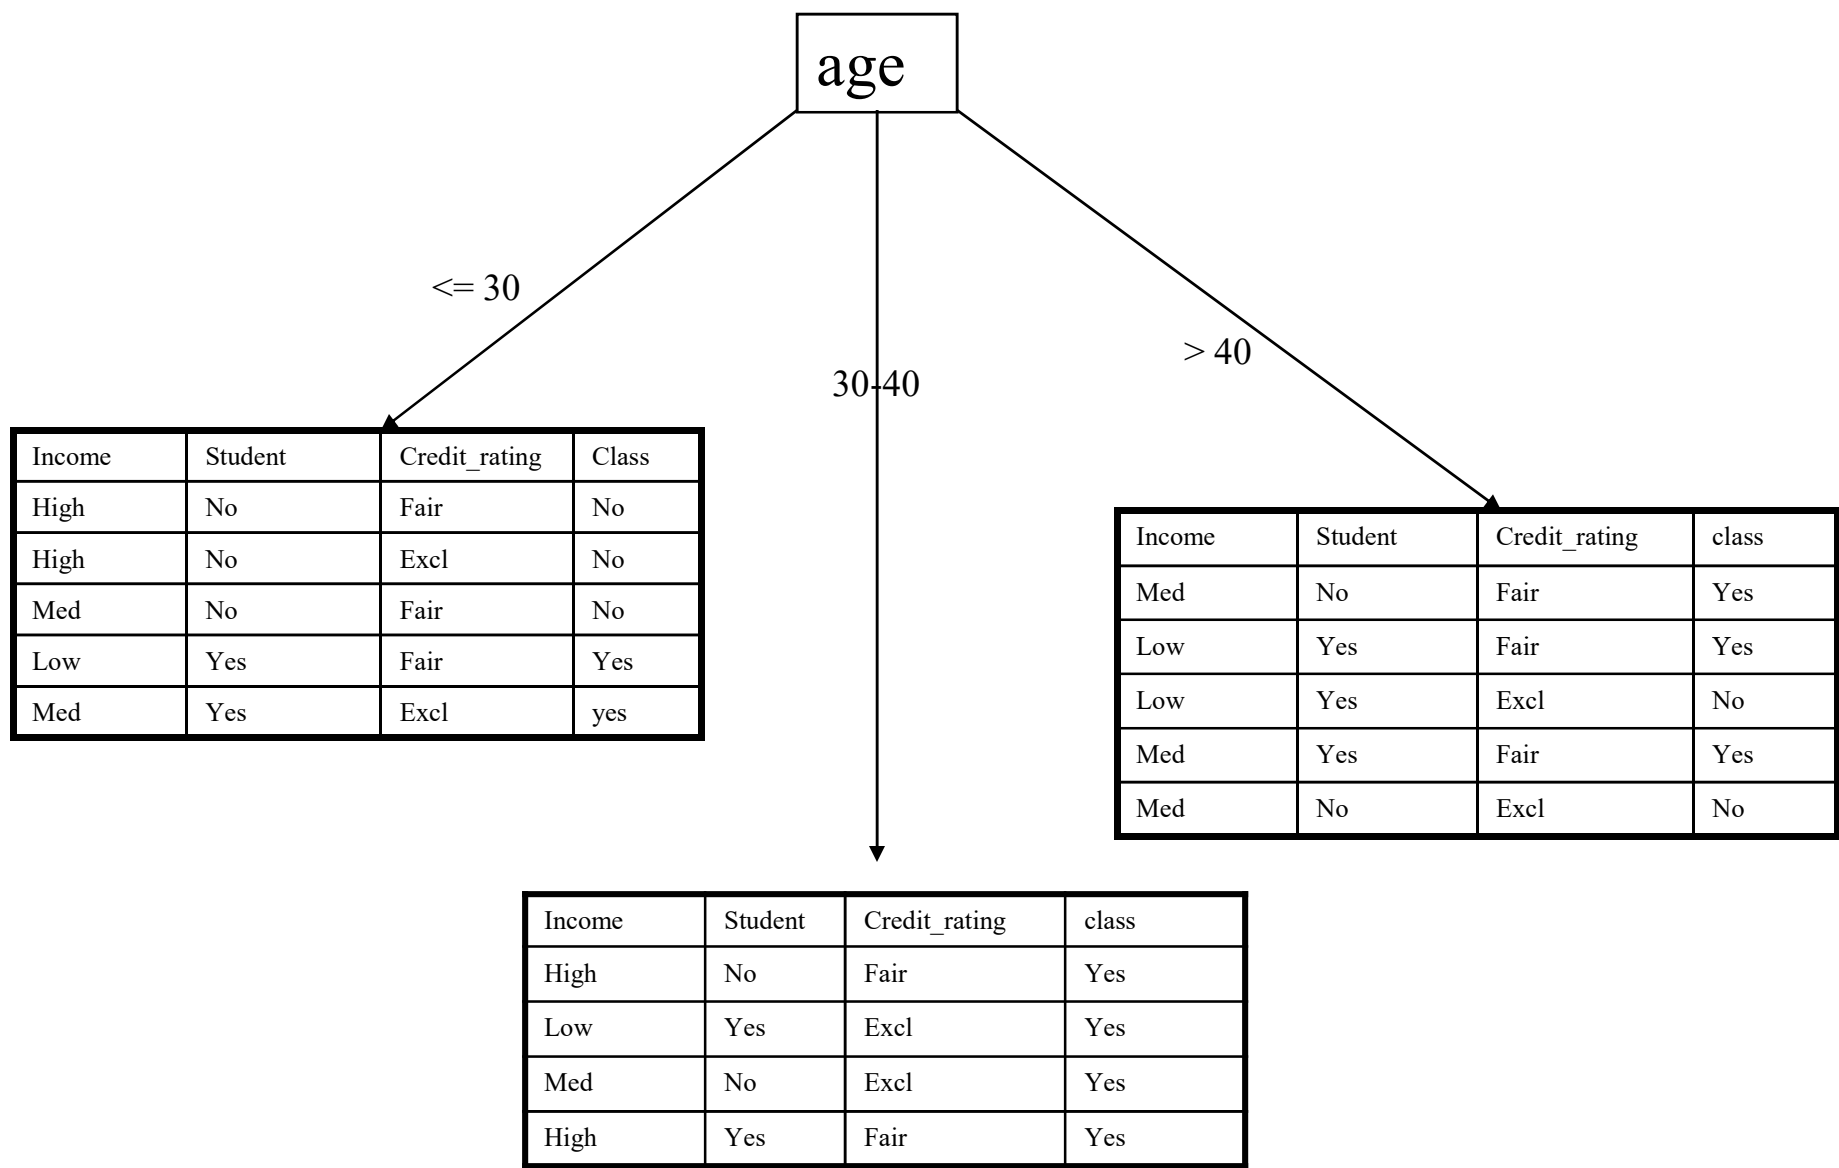 age
<= 30
> 40
30-40
Income Student Credit_rating Class
High No Fair No
High No Excl No
Med No Fair No
Low Yes Fair Yes
Med Yes Excl yes
Income Student Credit_rating class
Med No Fair Yes
Low Yes Fair Yes
Low Yes Excl No
Med Yes Fair Yes
Med No Excl No
Income Student Credit_rating class
High No Fair Yes
Low Yes Excl Yes
Med No Excl Yes
High Yes Fair Yes